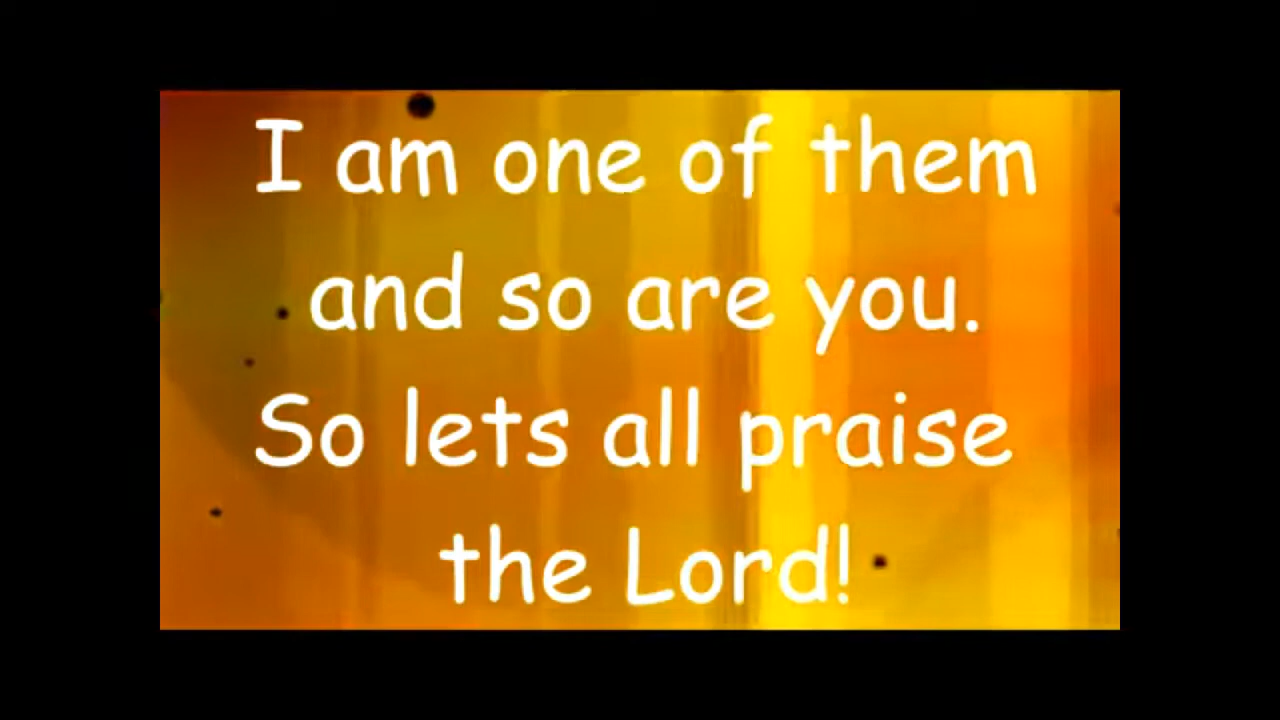 I am one of them
and so are you.
So lets all praise
the Lord!